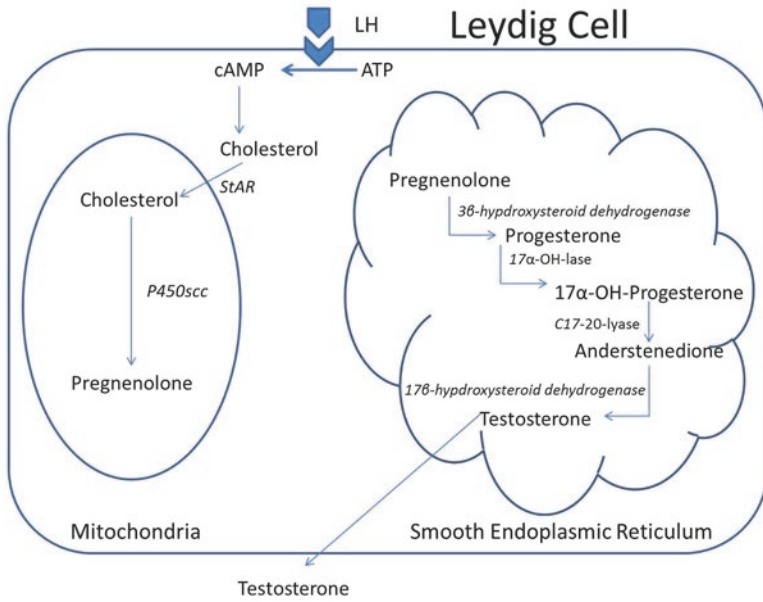 LH
Leydig Cell
cAMP
ATP
Cholesterol
StAR
Cholesterol
P450scc
Pregnenolone
Mitochondria
Pregnenolone
3β-hypdroxysteroid dehydrogenase
Progesterone
17α-OH-lase
17α-OH-Progesterone
C17-20-lyase
Anderstenedione
17β-hypdroxysteroid dehydrogenase
Testosterone
Smooth Endoplasmic Reticulum
Testosterone